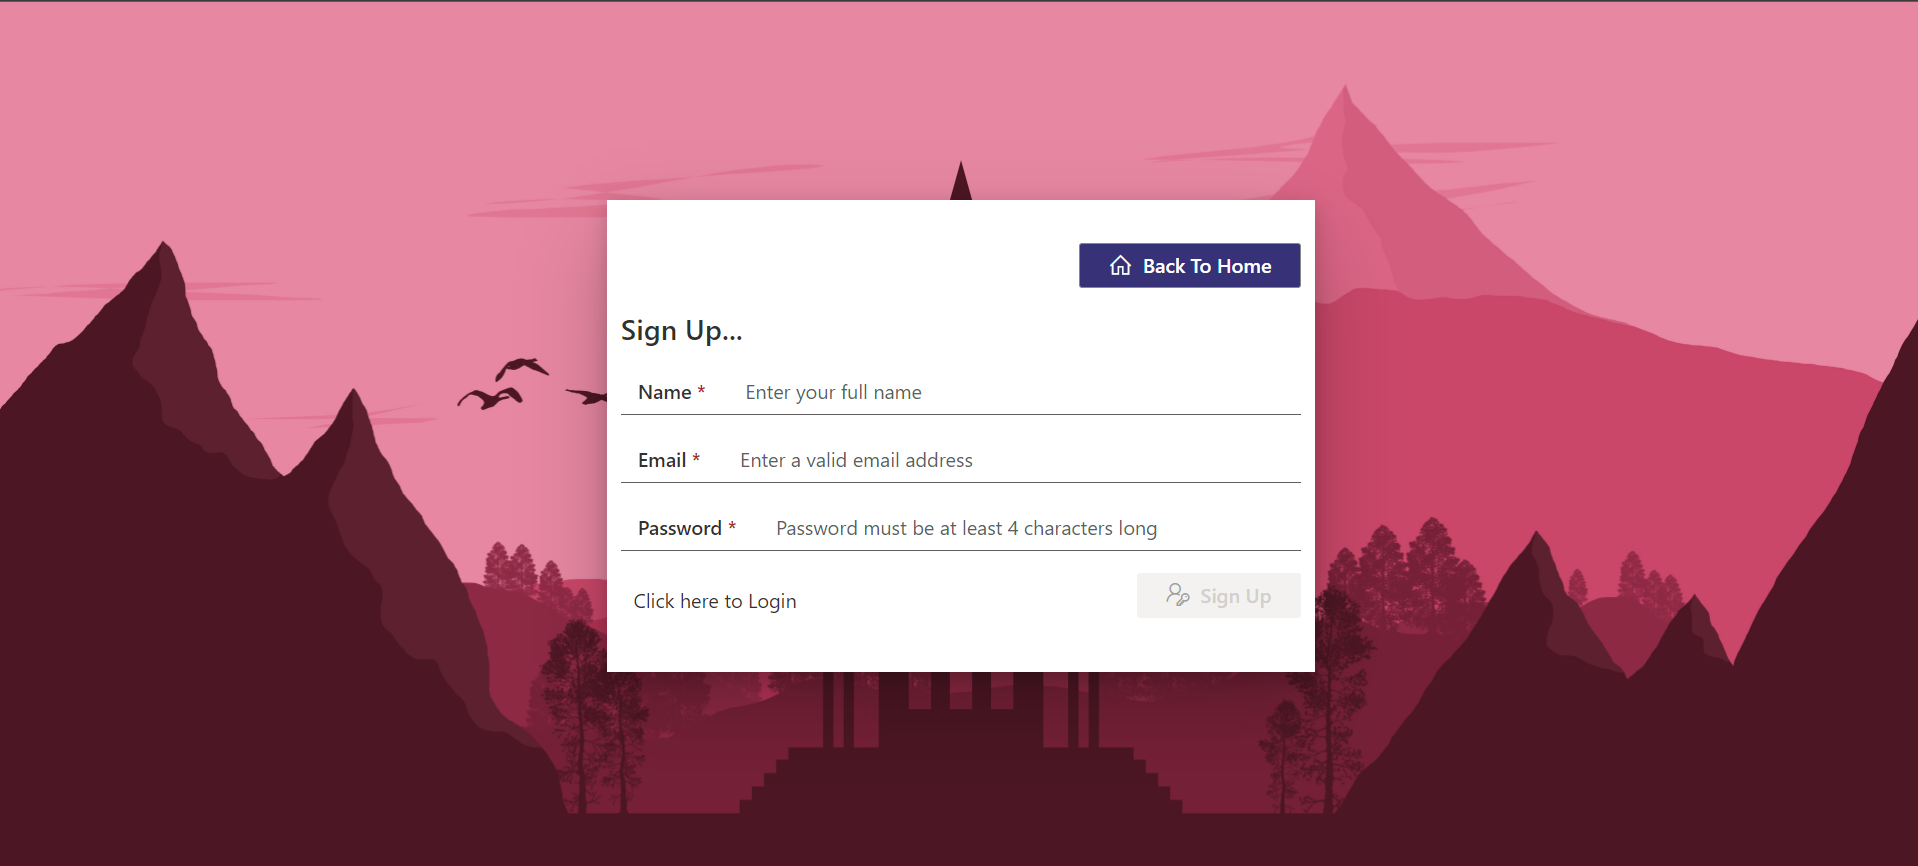 Back To Home
Sign Up...
Name * Enter your full name
Email * Enter a valid email address
Password * Password must be at least 4 characters long
Click here to Login Sign Up